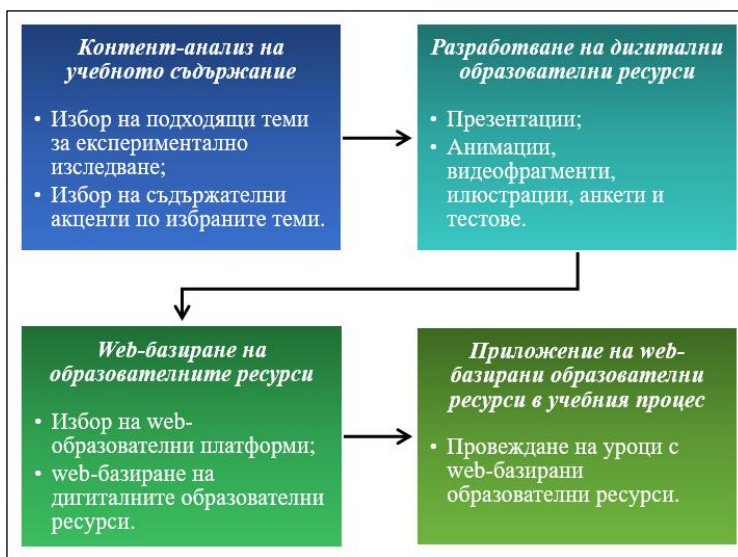 Контент-анализ на
учебното съдържание
• Избор на подходящи теми
за експериментално
изследване;
• Избор на съдържателни
акценти по избраните теми.
Разработване на дигитални
образователни ресурси
• Презентации;
• Анимации,
видеофрагменти,
илюстрации, анкети и
тестове.
Web-базиране на
образователните ресурси
• Избор на web-
образователни платформи;
• web-базиране на
дигиталните образователни
ресурси.
Приложение на web-
базирани образователни
ресурси в учебния процес
• Провеждане на уроци с
web-базирани
образователни ресурси.